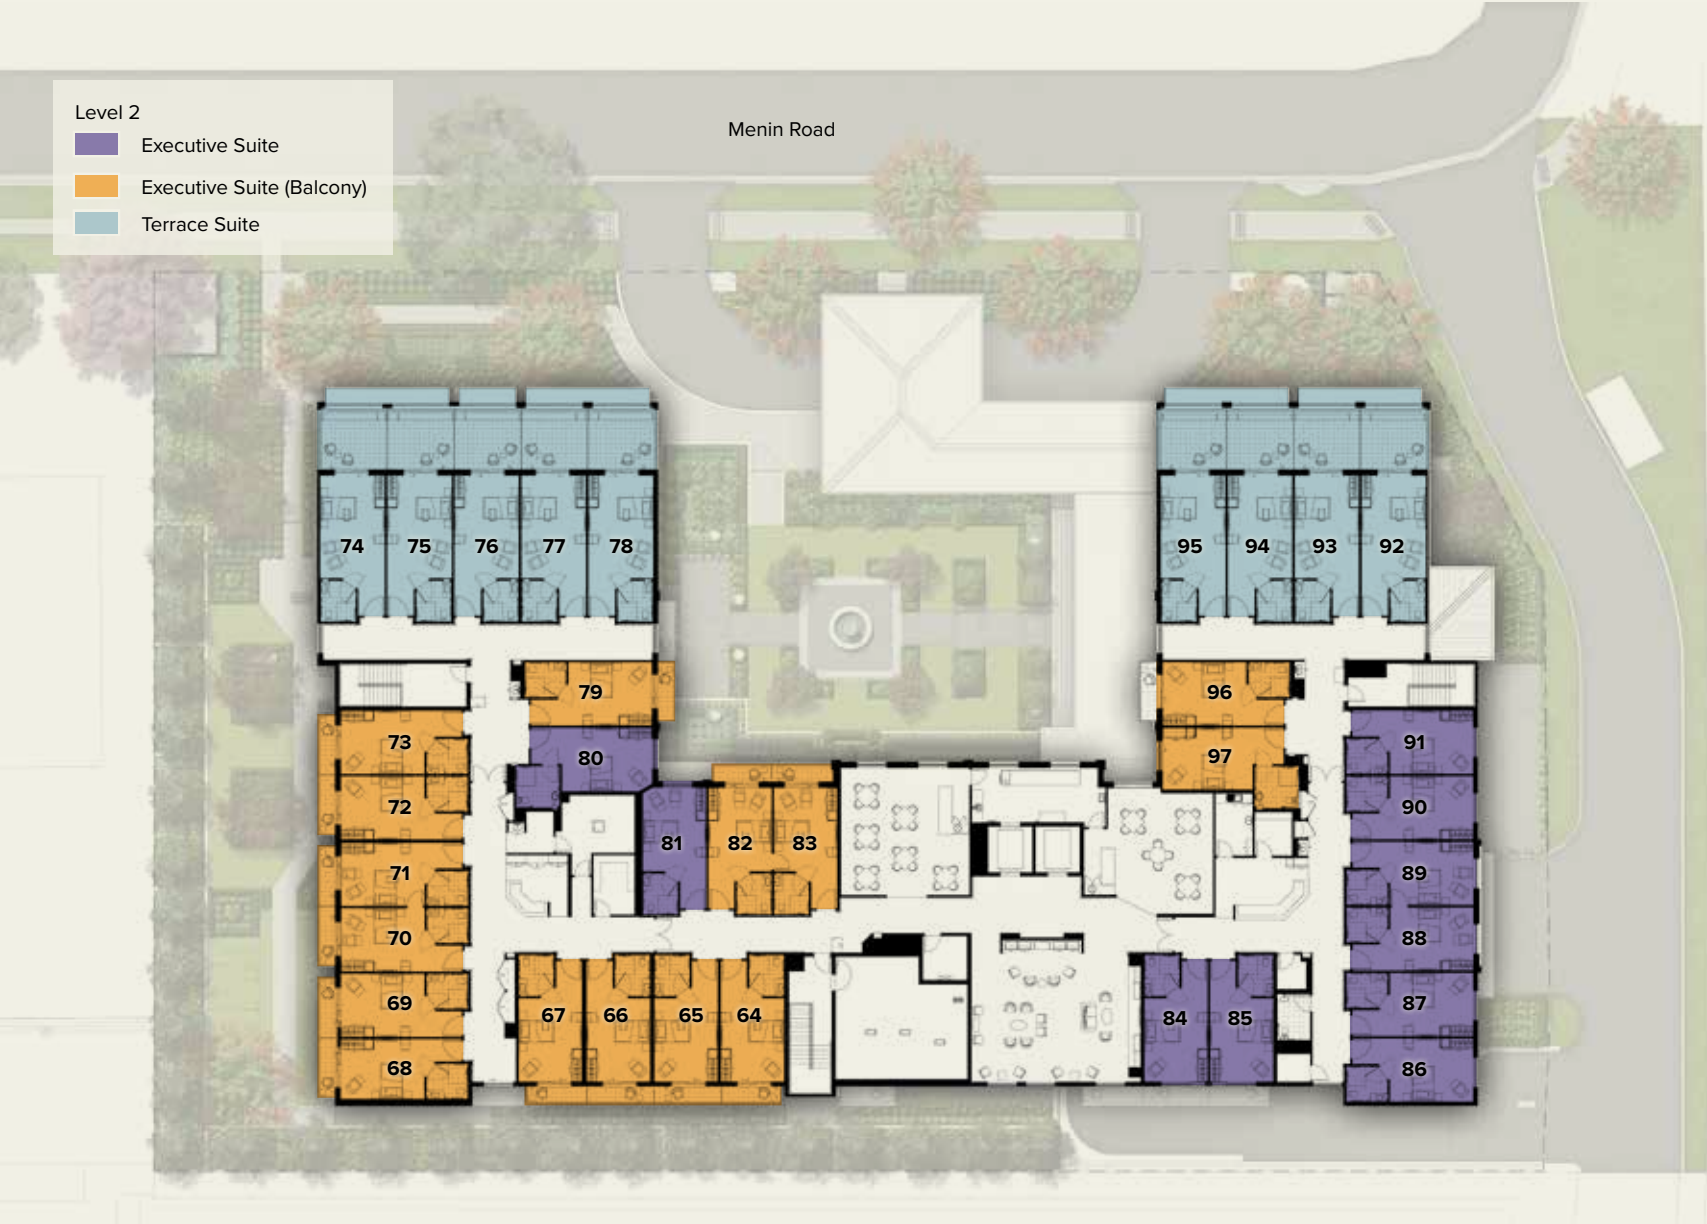 Level 2
Executive Suite
Executive Suite (Balcony)
Terrace Suite
Menin Road
74 75 76 77 78
95 94 93 92
79
96
73
80
97
91
72
90
81 82 83
71
89
70
88
69
87
67 66 65 64
84 85
68
86